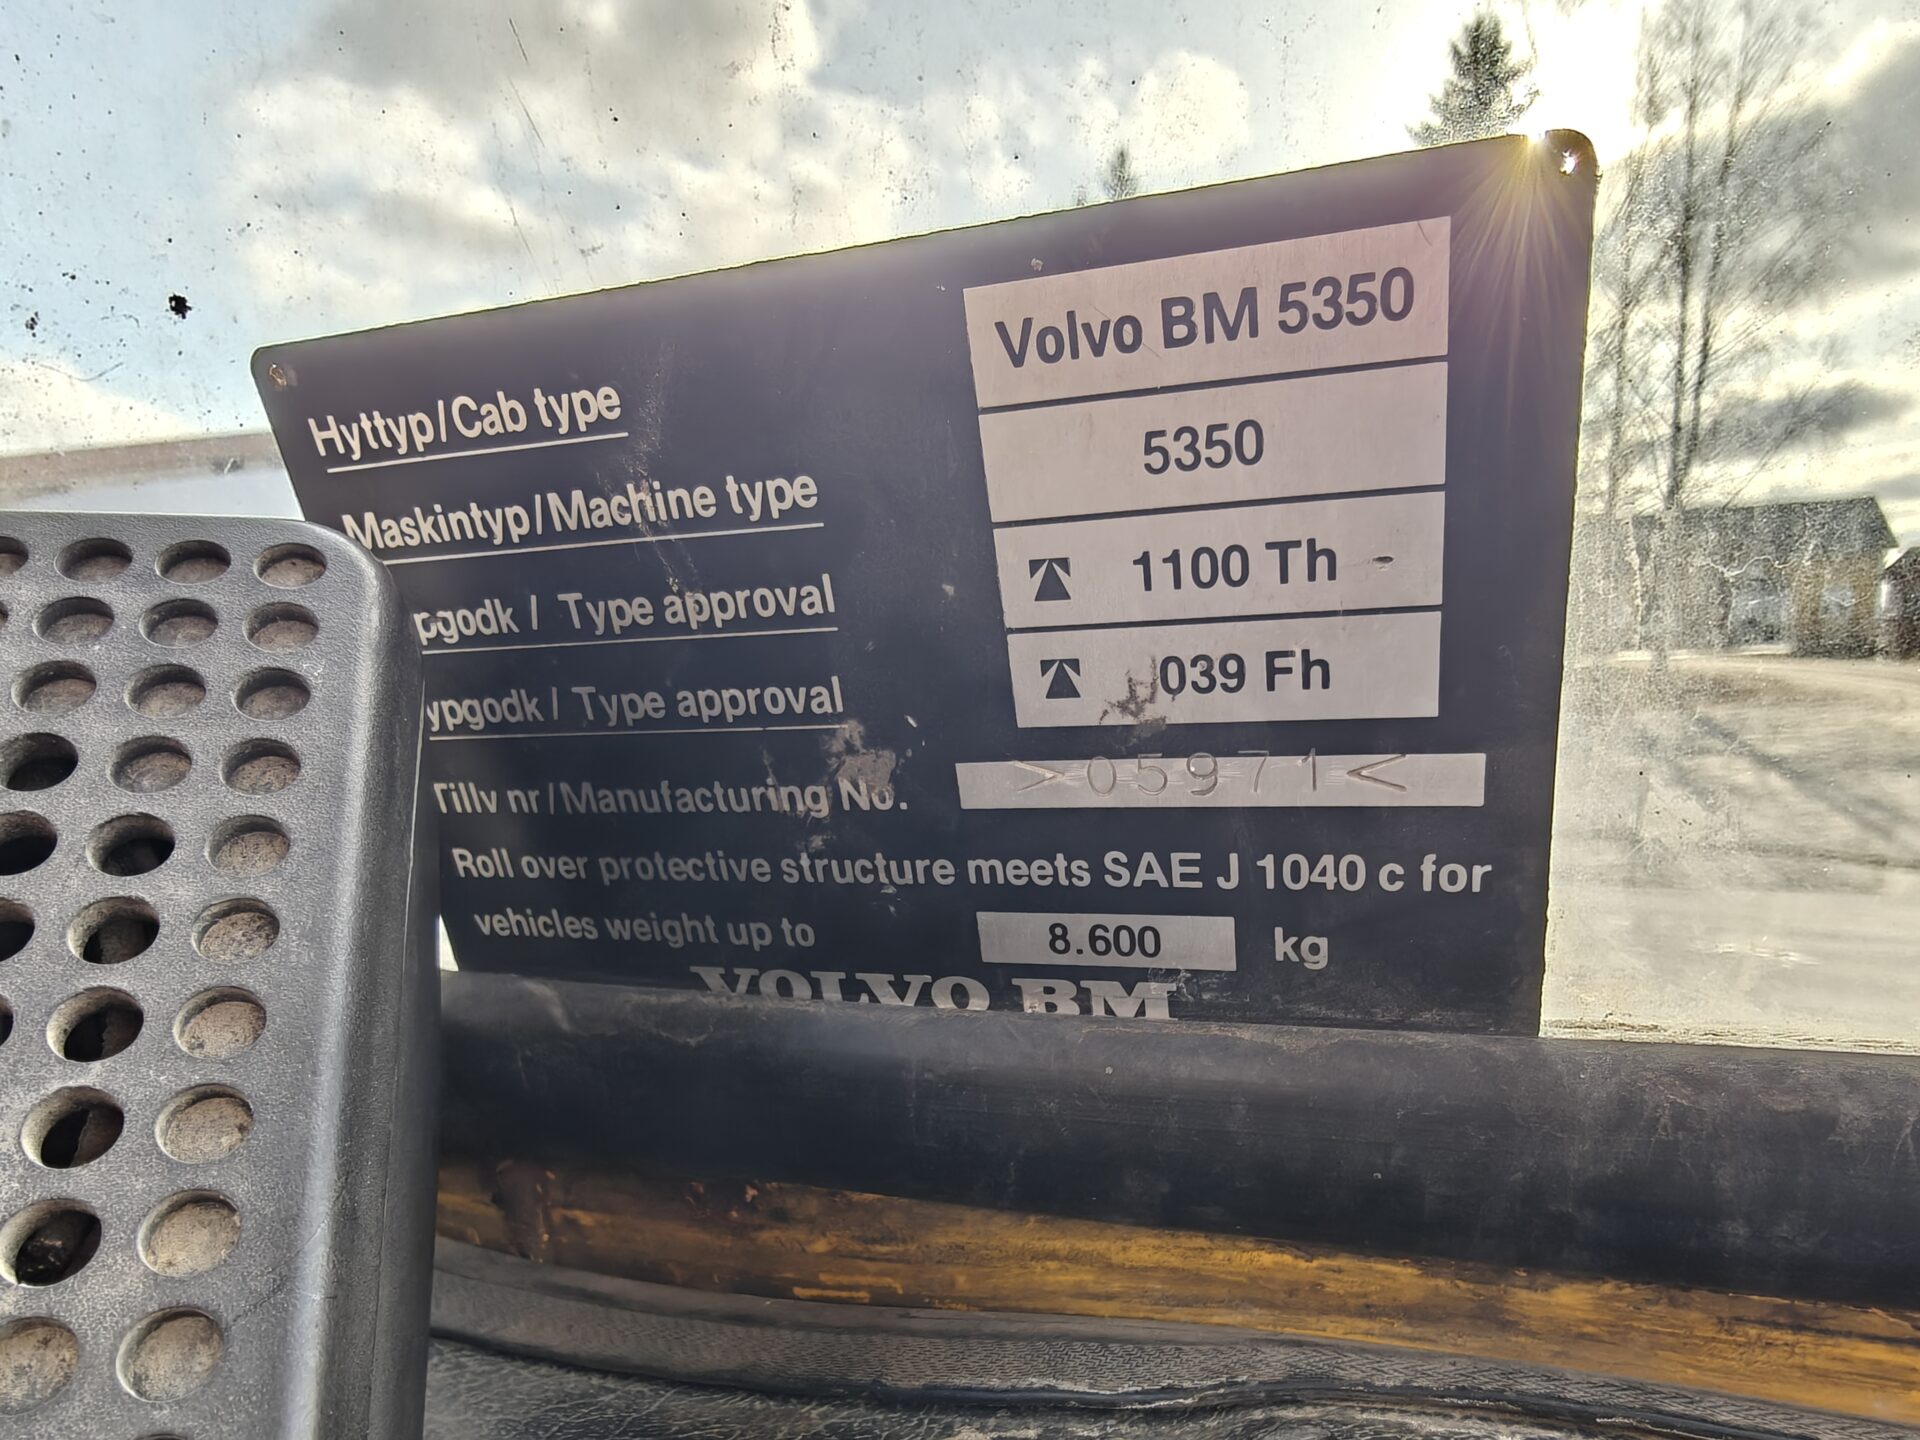 Hyttyp/Cab type Volvo BM 5350
Maskintyp/Machine type 5350
pgodk / Type approval 1100 Th
ypgodk / Type approval 039 Fh
Tillv nr/Manufacturing No. >05971<
Roll over protective structure meets SAE J 1040 c for
vehicles weight up to 8.600 kg
VOLVO BM